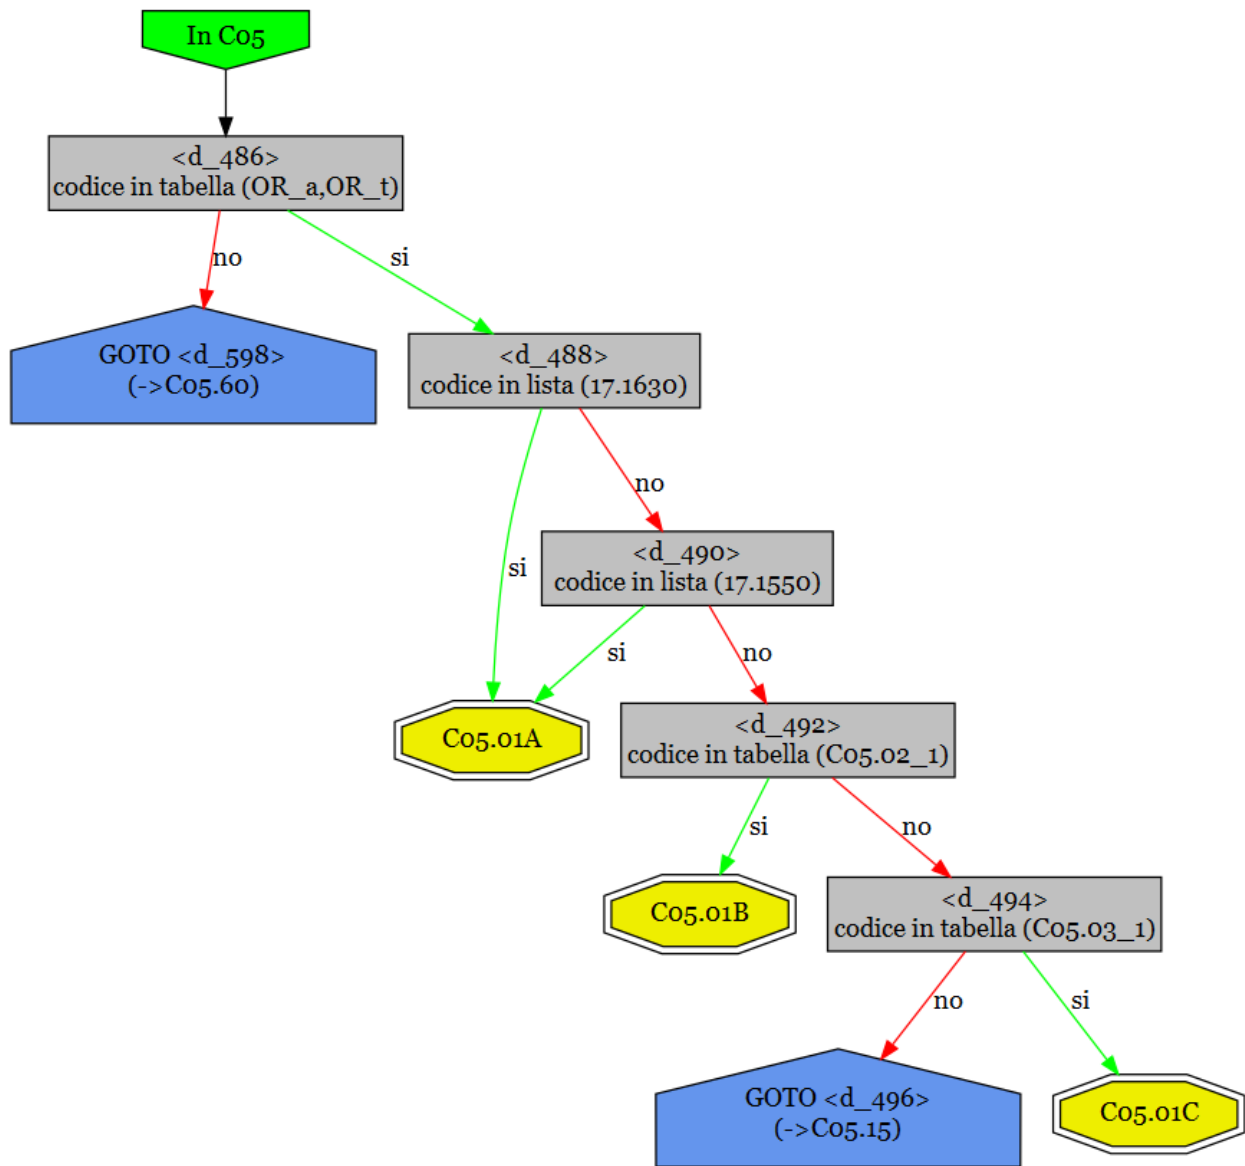 In C05
<d_486>
codice in tabella (OR_a,OR_t)
no
si
GOTO <d_598>
(->C05.60)
<d_488>
codice in lista (17.1630)
si
no
<d_490>
codice in lista (17.1550)
si
no
C05.01A
<d_492>
codice in tabella (C05.02_1)
si
no
C05.01B
<d_494>
codice in tabella (C05.03_1)
no
si
GOTO <d_496>
(->C05.15)
C05.01C